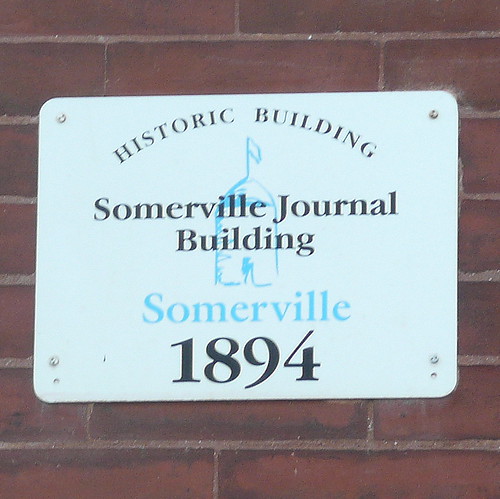 HISTORIC BUILDING
Somerville Journal
Building
Somerville
1894